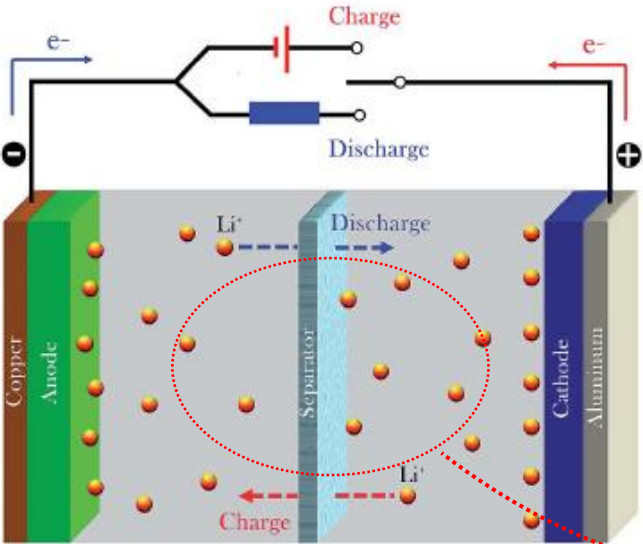 Charge
e-
e-
Discharge
-
+
Li⁺
Discharge
Copper
Anode
Separator
Cathode
Aluminum
Li⁺
Charge